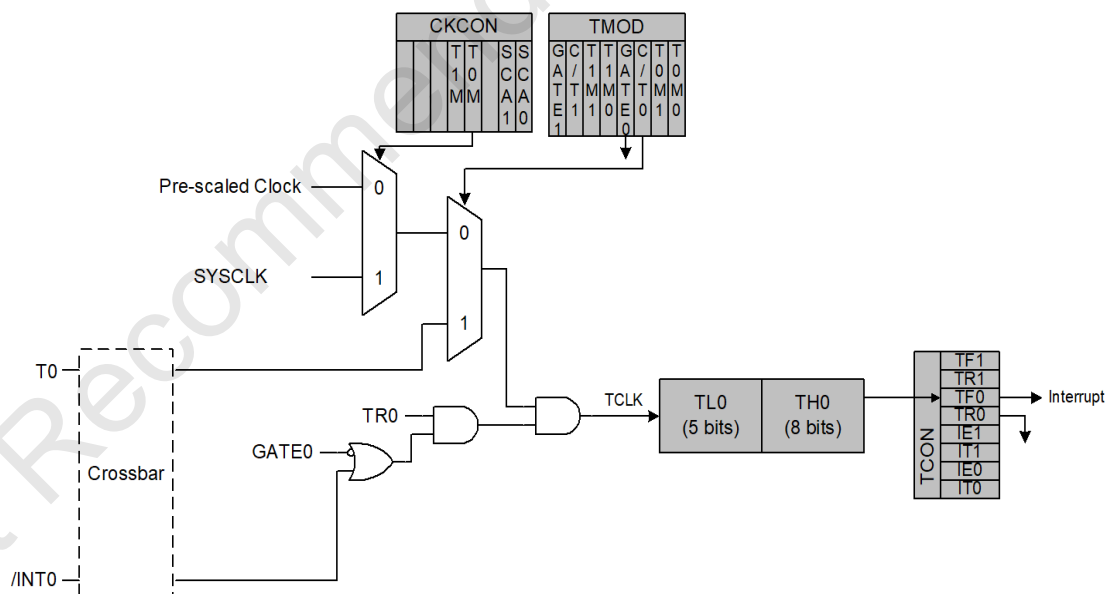 CKCON
T1M
T0M
SCA1
SCA0
TMOD
GATE1
C/T1
T1M1
T1M0
GATE0
C/T0
T0M1
T0M0
Pre-scaled Clock
0
SYSCLK
1
0
1
T0
Crossbar
/INT0
TR0
GATE0
TCLK
TL0
(5 bits)
TH0
(8 bits)
TCON
TF1
TR1
TF0
TR0
IE1
IT1
IE0
IT0
Interrupt
Recommen